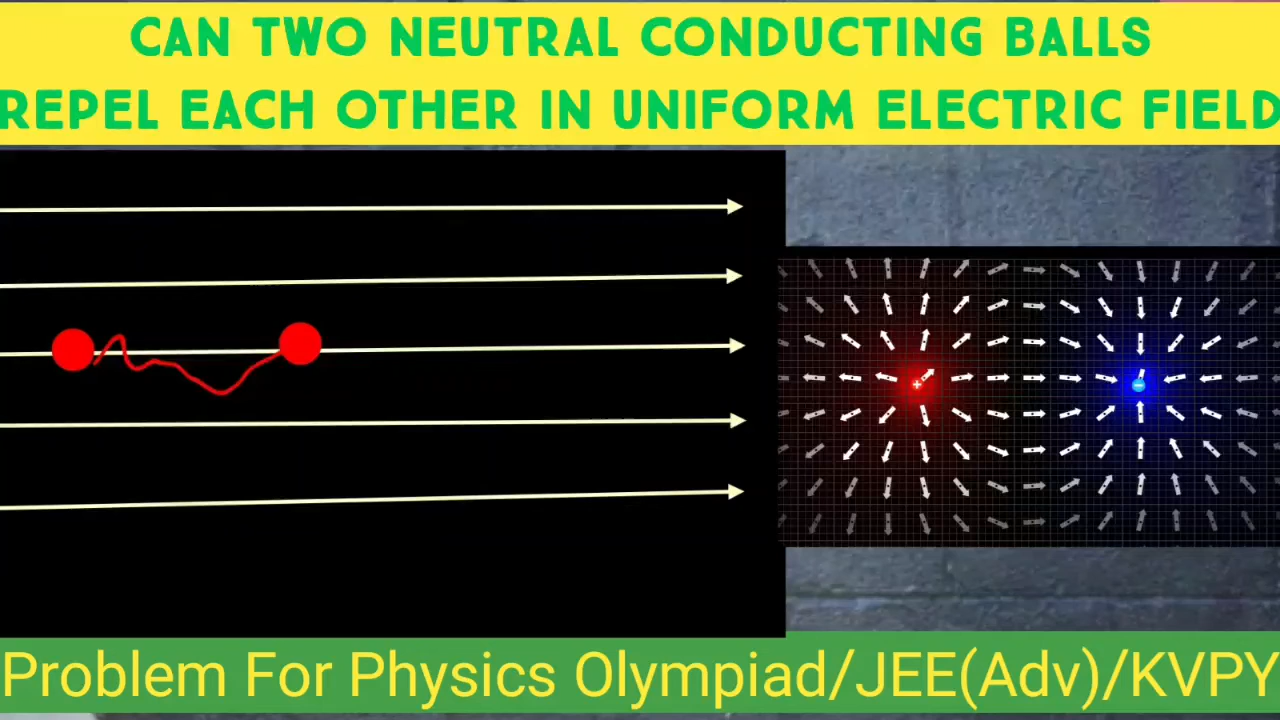 CAN TWO NEUTRAL CONDUCTING BALLS
REPEL EACH OTHER IN UNIFORM ELECTRIC FIELD
+
−
Problem For Physics Olympiad/JEE(Adv)/KVPY